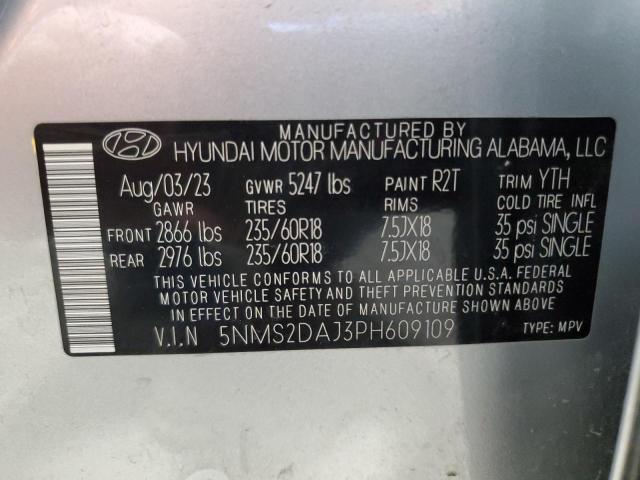 MANUFACTURED BY
HYUNDAI MOTOR MANUFACTURING ALABAMA, LLC
Aug/03/23 GVWR 5247 lbs PAINT R2T TRIM YTH
GAWR TIRES RIMS COLD TIRE INFL
FRONT 2866 lbs 235/60R18 7.5JX18 35 psi SINGLE
REAR 2976 lbs 235/60R18 7.5JX18 35 psi SINGLE
THIS VEHICLE CONFORMS TO ALL APPLICABLE U.S.A. FEDERAL
MOTOR VEHICLE SAFETY AND THEFT PREVENTION STANDARDS
IN EFFECT ON THE DATE OF MANUFACTURE SHOWN ABOVE.
V.I.N 5NMS2DAJ3PH609109 TYPE: MPV